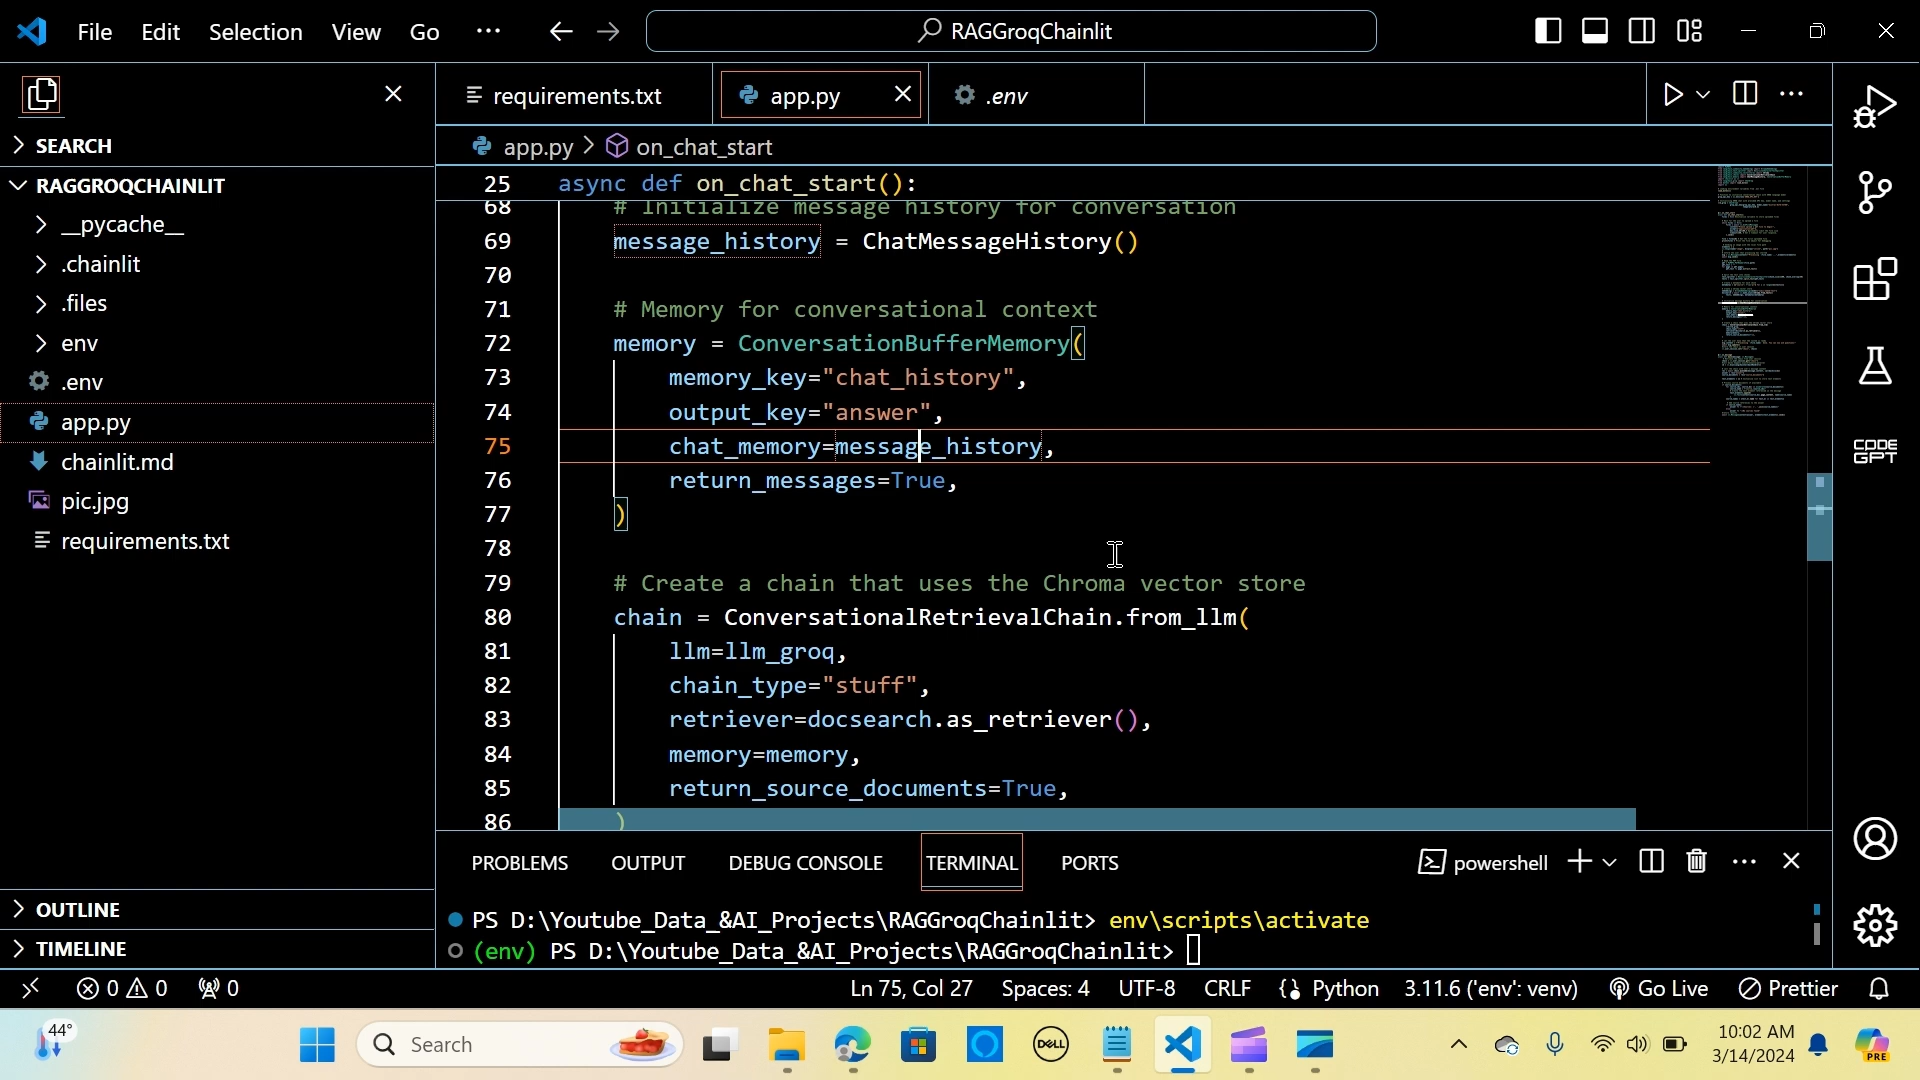 File Edit Selection View Go ··· RAGGroqChainlit
requirements.txt app.py .env
SEARCH
app.py > on_chat_start
RAGGROQCHAINLIT
__pycache__
.chainlit
.files
env
.env
app.py
chainlit.md
pic.jpg
requirements.txt
OUTLINE
TIMELINE
25 async def on_chat_start():
68 # Initialize message history for conversation
69 message_history = ChatMessageHistory()
70
71 # Memory for conversational context
72 memory = ConversationBufferMemory(
73 memory_key="chat_history",
74 output_key="answer",
75 chat_memory=message_history,
76 return_messages=True,
77 )
78
79 # Create a chain that uses the Chroma vector store
80 chain = ConversationalRetrievalChain.from_llm(
81 llm=llm_groq,
82 chain_type="stuff",
83 retriever=docsearch.as_retriever(),
84 memory=memory,
85 return_source_documents=True,
86 )
CODE
GPT
PROBLEMS OUTPUT DEBUG CONSOLE TERMINAL PORTS powershell
PS D:\Youtube_Data_&AI_Projects\RAGGroqChainlit> env\scripts\activate
(env) PS D:\Youtube_Data_&AI_Projects\RAGGroqChainlit>
0 0 0 Ln 75, Col 27 Spaces: 4 UTF-8 CRLF Python 3.11.6 ('env': venv) Go Live Prettier
44°
Search
DELL
10:02 AM
3/14/2024
PRE